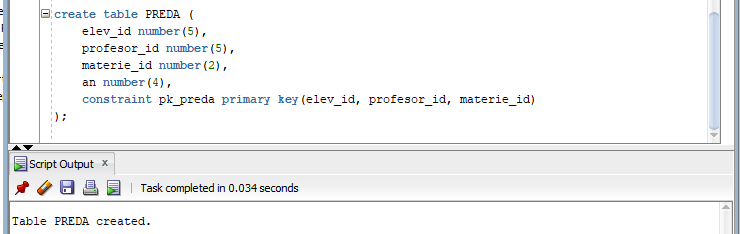 create table PREDA (
elev_id number(5),
profesor_id number(5),
materie_id number(2),
an number(4),
constraint pk_preda primary key(elev_id, profesor_id, materie_id)
);
Script Output x
Task completed in 0.034 seconds
Table PREDA created.